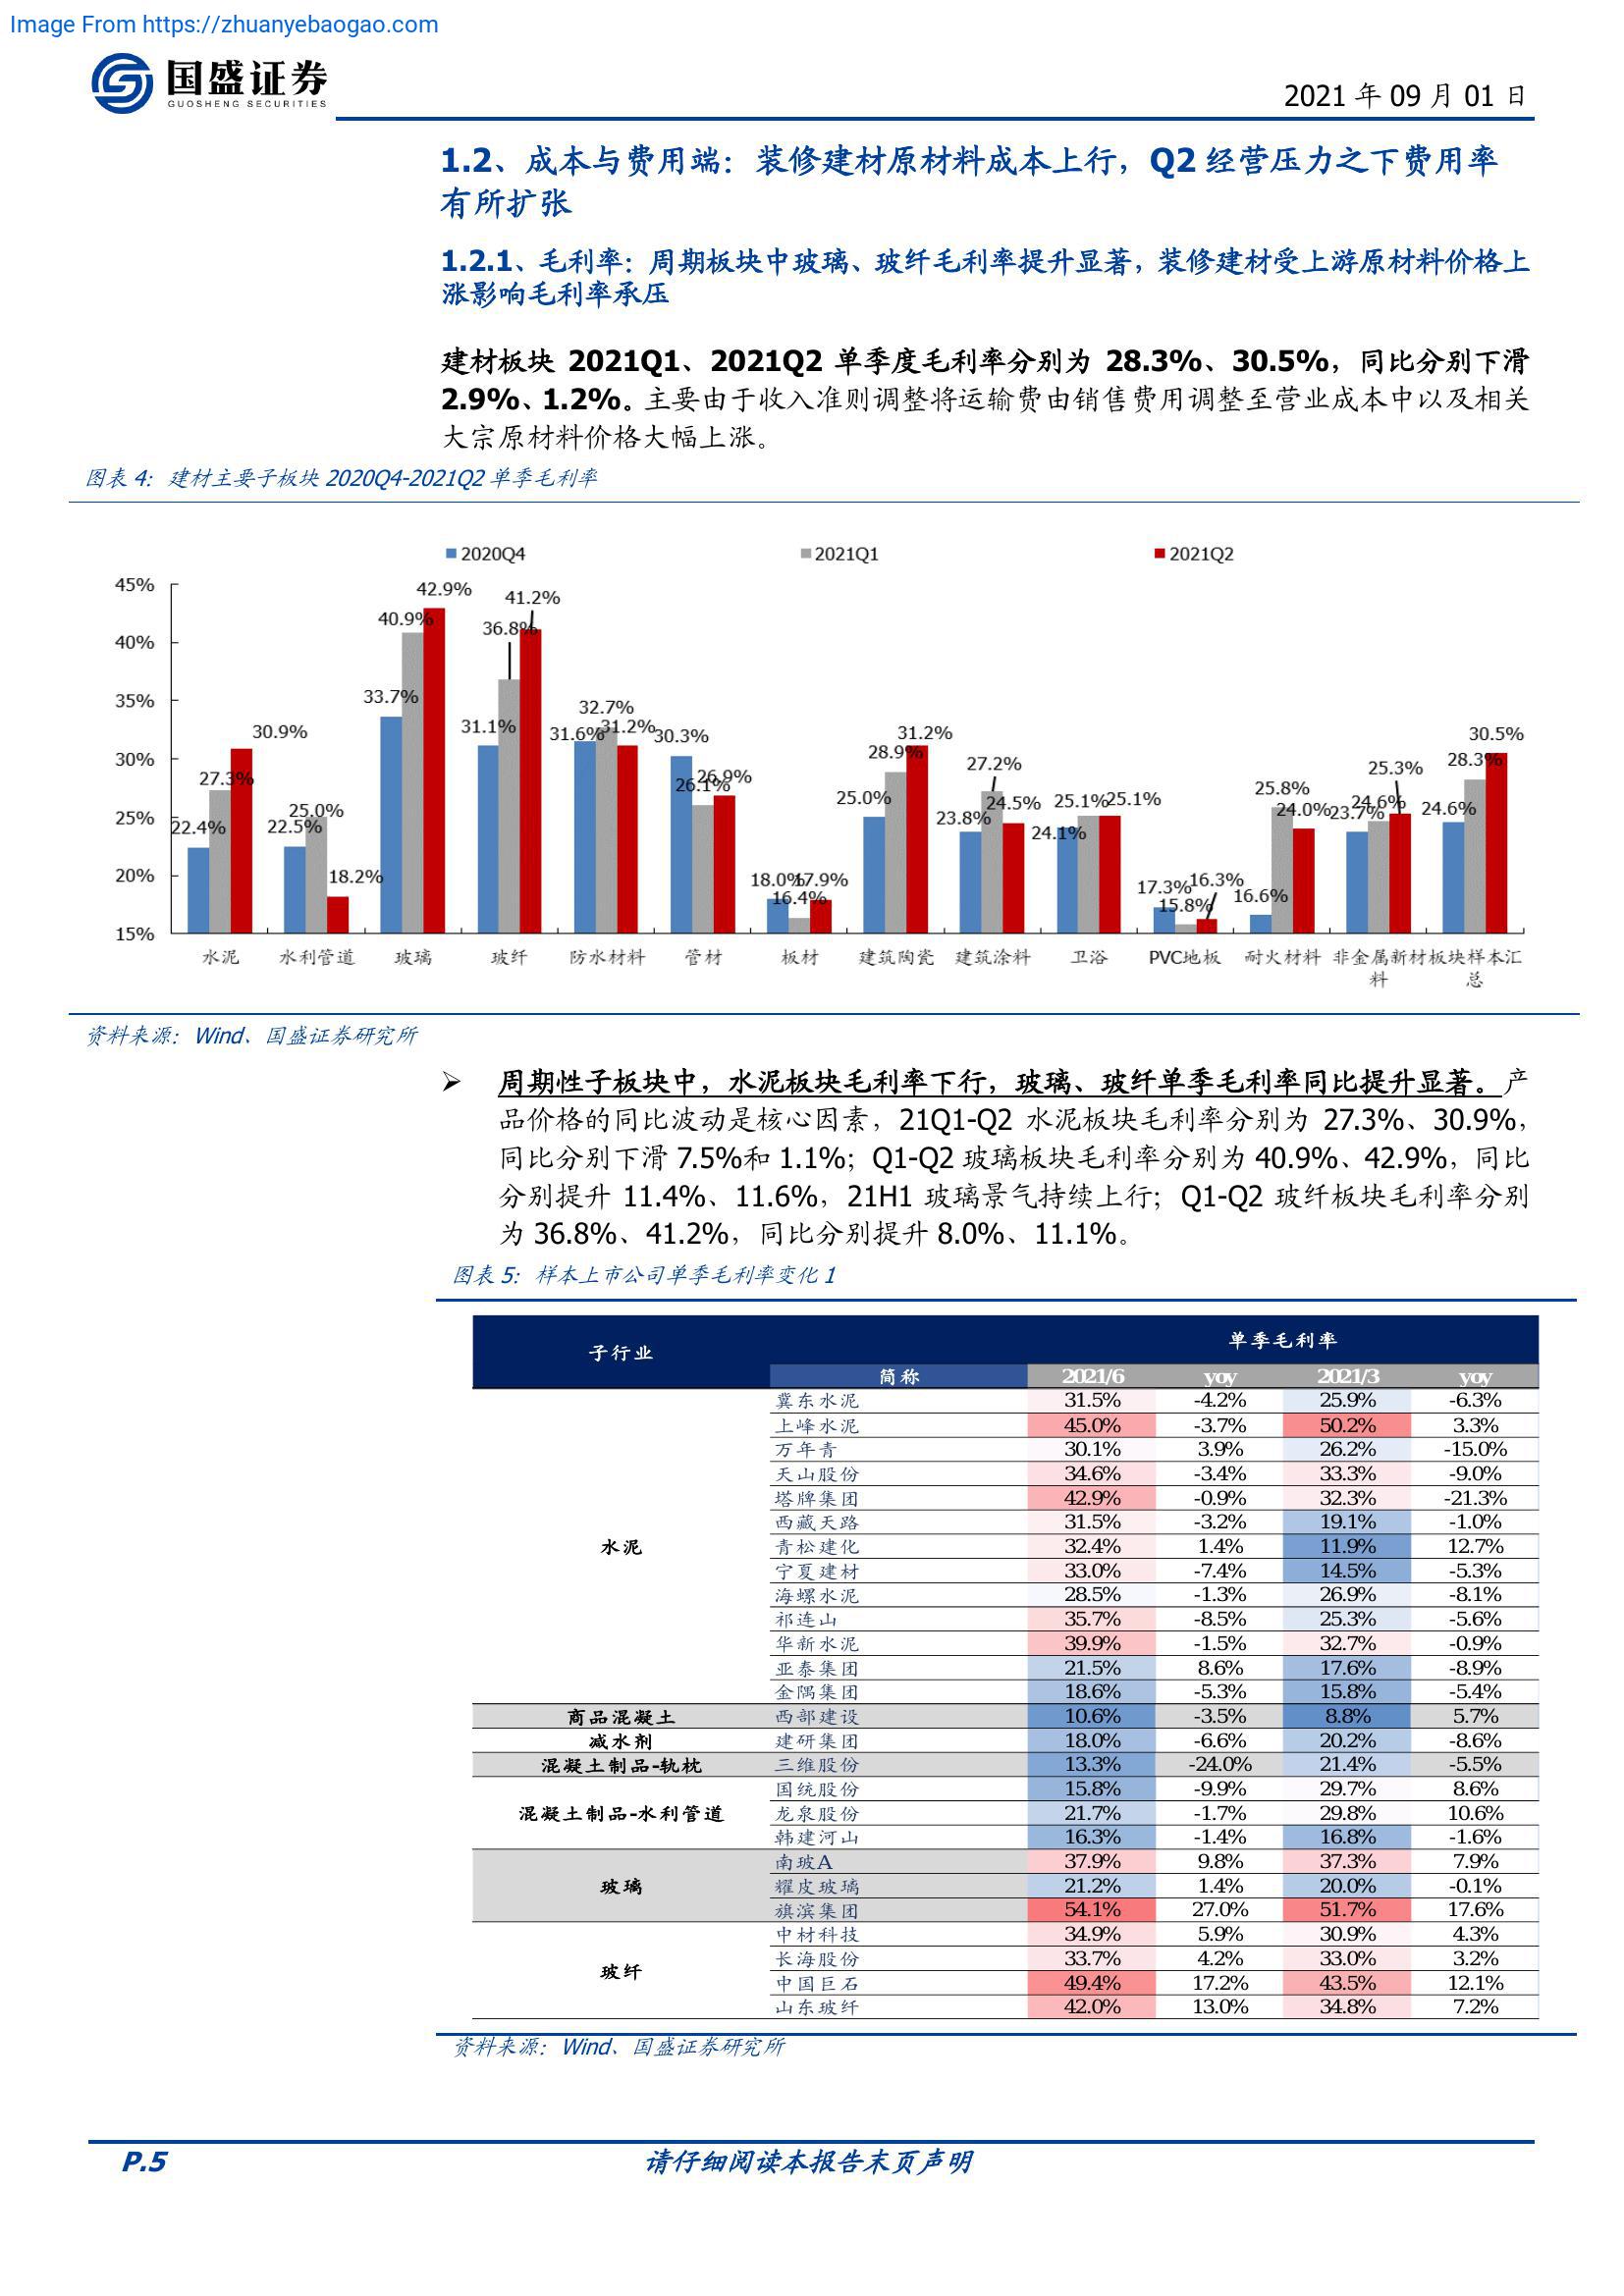 Image From https://zhuanyebaogao.com
国盛证券
GUOSHENG SECURITIES
2021 年 09 月 01 日
1.2、成本与费用端：装修建材原材料成本上行，Q2 经营压力之下费用率
有所扩张
1.2.1、毛利率：周期板块中玻璃、玻纤毛利率提升显著，装修建材受上游原材料价格上
涨影响毛利率承压
建材板块 2021Q1、2021Q2 单季度毛利率分别为 28.3%、30.5%，同比分别下滑
2.9%、1.2%。主要由于收入准则调整将运输费由销售费用调整至营业成本中以及相关
大宗原材料价格大幅上涨。
图表 4：建材主要子板块 2020Q4-2021Q2 单季毛利率
2020Q4 2021Q1 2021Q2
45%
40%
35%
30%
25%
20%
15%
22.4% 27.3% 30.9%
22.5% 25.0% 18.2%
33.7% 40.9% 42.9%
31.1% 36.8% 41.2%
31.6% 32.7% 31.2%
30.3% 26.1% 26.9%
18.0% 16.4% 17.9%
25.0% 28.9% 31.2%
23.8% 27.2% 24.5%
24.1% 25.1% 25.1%
17.3% 15.8% 16.3%
16.6% 25.8% 24.0%
23.7% 24.6% 25.3%
24.6% 28.3% 30.5%
水泥 水利管道 玻璃 玻纤 防水材料 管材 板材 建筑陶瓷 建筑涂料 卫浴 PVC地板 耐火材料 非金属新材 板块样本汇
料 总
资料来源：Wind、国盛证券研究所
➢ 周期性子板块中，水泥板块毛利率下行，玻璃、玻纤单季毛利率同比提升显著。产
品价格的同比波动是核心因素，21Q1-Q2 水泥板块毛利率分别为 27.3%、30.9%，
同比分别下滑 7.5%和 1.1%；Q1-Q2 玻璃板块毛利率分别为 40.9%、42.9%，同比
分别提升 11.4%、11.6%，21H1 玻璃景气持续上行；Q1-Q2 玻纤板块毛利率分别
为 36.8%、41.2%，同比分别提升 8.0%、11.1%。
图表 5：样本上市公司单季毛利率变化 1
子行业 单季毛利率
简称 2021/6 yoy 2021/3 yoy
冀东水泥 31.5% -4.2% 25.9% -6.3%
上峰水泥 45.0% -3.7% 50.2% 3.3%
万年青 30.1% 3.9% 26.2% -15.0%
天山股份 34.6% -3.4% 33.3% -9.0%
塔牌集团 42.9% -0.9% 32.3% -21.3%
西藏天路 31.5% -3.2% 19.1% -1.0%
水泥 青松建化 32.4% 1.4% 11.9% 12.7%
宁夏建材 33.0% -7.4% 14.5% -5.3%
海螺水泥 28.5% -1.3% 26.9% -8.1%
祁连山 35.7% -8.5% 25.3% -5.6%
华新水泥 39.9% -1.5% 32.7% -0.9%
亚泰集团 21.5% 8.6% 17.6% -8.9%
金隅集团 18.6% -5.3% 15.8% -5.4%
商品混凝土 西部建设 10.6% -3.5% 8.8% 5.7%
减水剂 建研集团 18.0% -6.6% 20.2% -8.6%
混凝土制品-轨枕 三维股份 13.3% -24.0% 21.4% -5.5%
国统股份 15.8% -9.9% 29.7% 8.6%
混凝土制品-水利管道 龙泉股份 21.7% -1.7% 29.8% 10.6%
韩建河山 16.3% -1.4% 16.8% -1.6%
南玻A 37.9% 9.8% 37.3% 7.9%
玻璃 耀皮玻璃 21.2% 1.4% 20.0% -0.1%
旗滨集团 54.1% 27.0% 51.7% 17.6%
中材科技 34.9% 5.9% 30.9% 4.3%
玻纤 长海股份 33.7% 4.2% 33.0% 3.2%
中国巨石 49.4% 17.2% 43.5% 12.1%
山东玻纤 42.0% 13.0% 34.8% 7.2%
资料来源：Wind、国盛证券研究所
P.5 请仔细阅读本报告末页声明